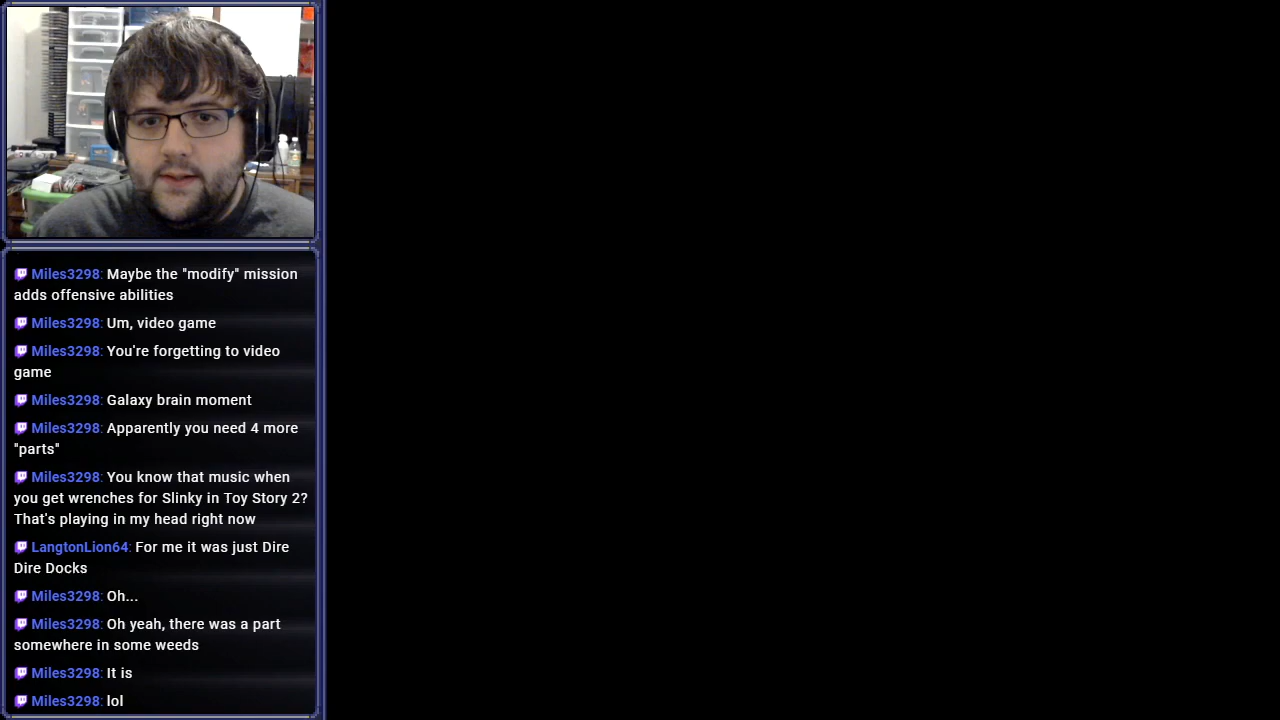 Miles3298: Maybe the "modify" mission
adds offensive abilities
Miles3298: Um, video game
Miles3298: You're forgetting to video
game
Miles3298: Galaxy brain moment
Miles3298: Apparently you need 4 more
"parts"
Miles3298: You know that music when
you get wrenches for Slinky in Toy Story 2?
That's playing in my head right now
LangtonLion64: For me it was just Dire
Dire Docks
Miles3298: Oh...
Miles3298: Oh yeah, there was a part
somewhere in some weeds
Miles3298: It is
Miles3298: lol